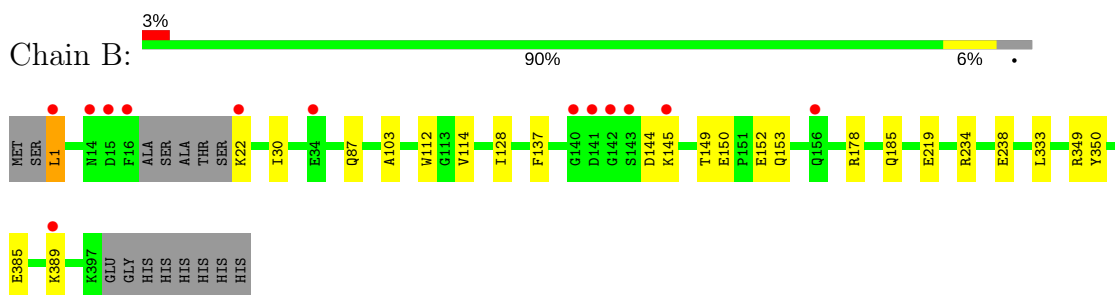 3%
Chain B:
90% 6% •
MET SER L1 N14 D15 F16 ALA SER ALA THR SER K22 I30 E34 Q87 A103 W112 G113 V114 I128 F137 G140 D141 G142 S143 D144 K145 T149 E150 P151 E152 Q153 Q156 R178 Q185 E219 R234 E238 L333 R349 Y350
E385 K389 K397 GLU GLY HIS HIS HIS HIS HIS HIS